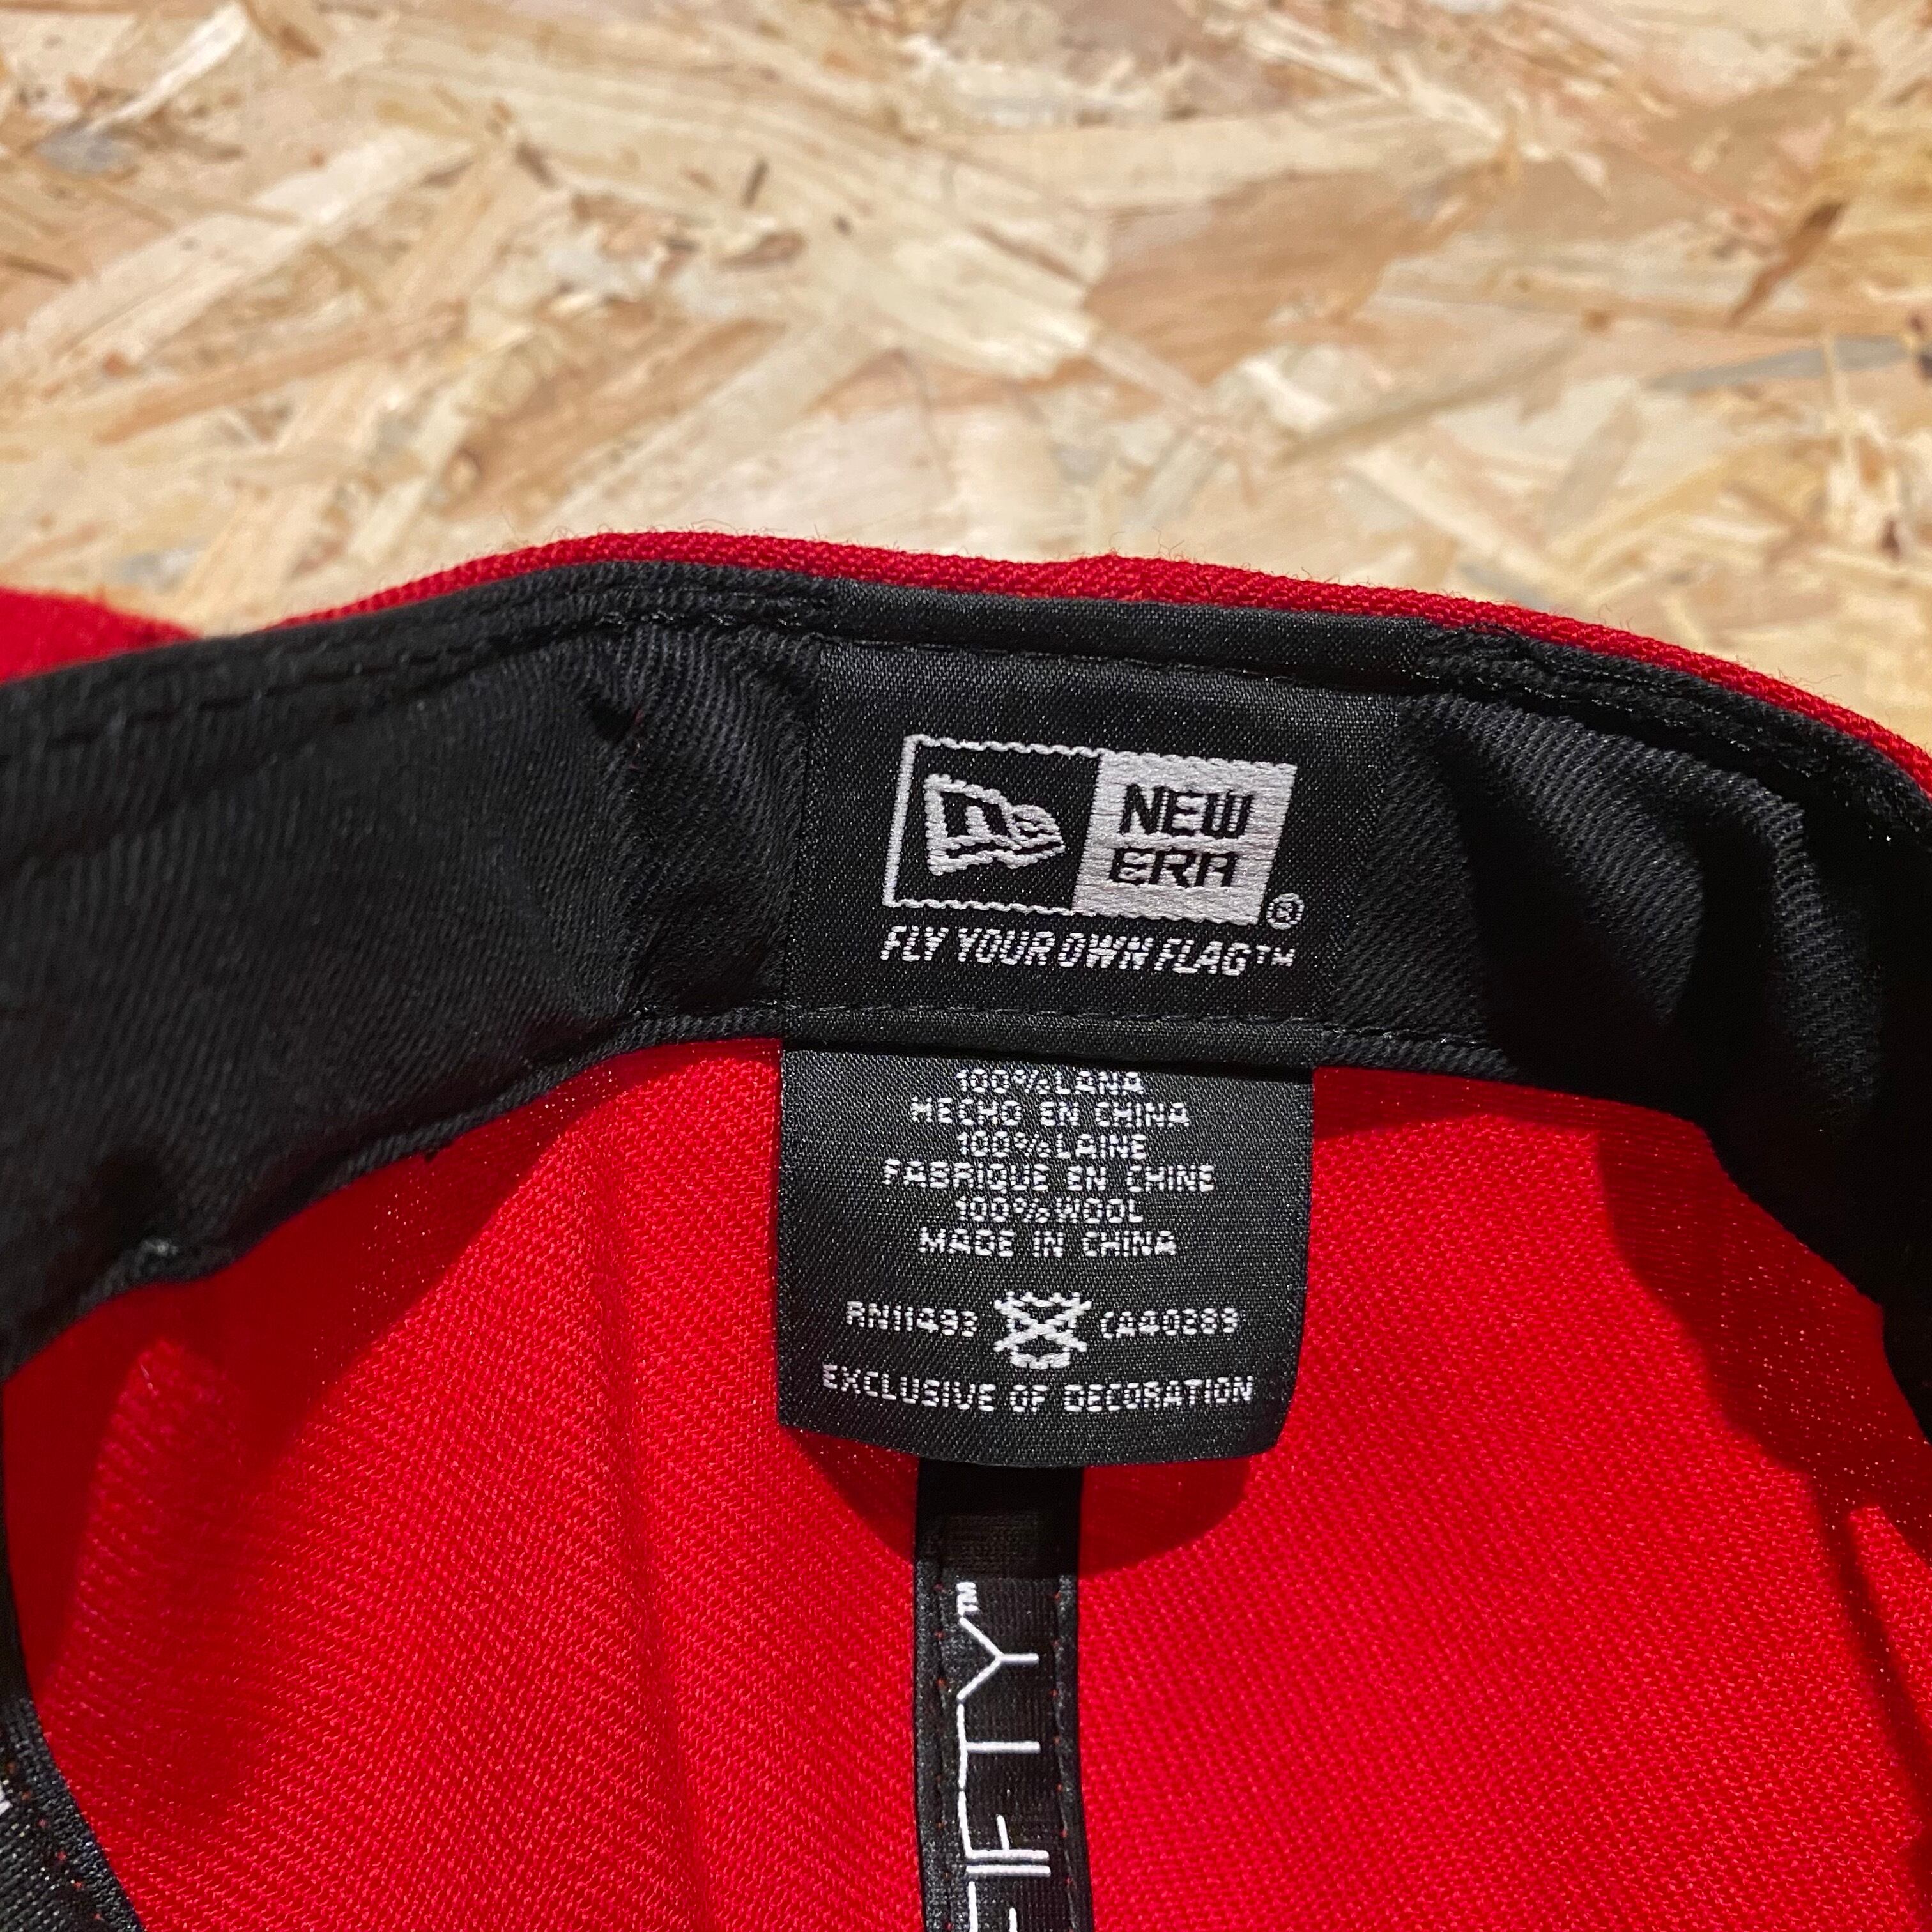 NE
NEW
ERA
®
FLY YOUR OWN FLAG™
100% LANA
HECHO EN CHINA
100% LAINE
FABRIQUE EN CHINE
100% WOOL
MADE IN CHINA
RN11493 CA40289
EXCLUSIVE OF DECORATION
FIFTY™